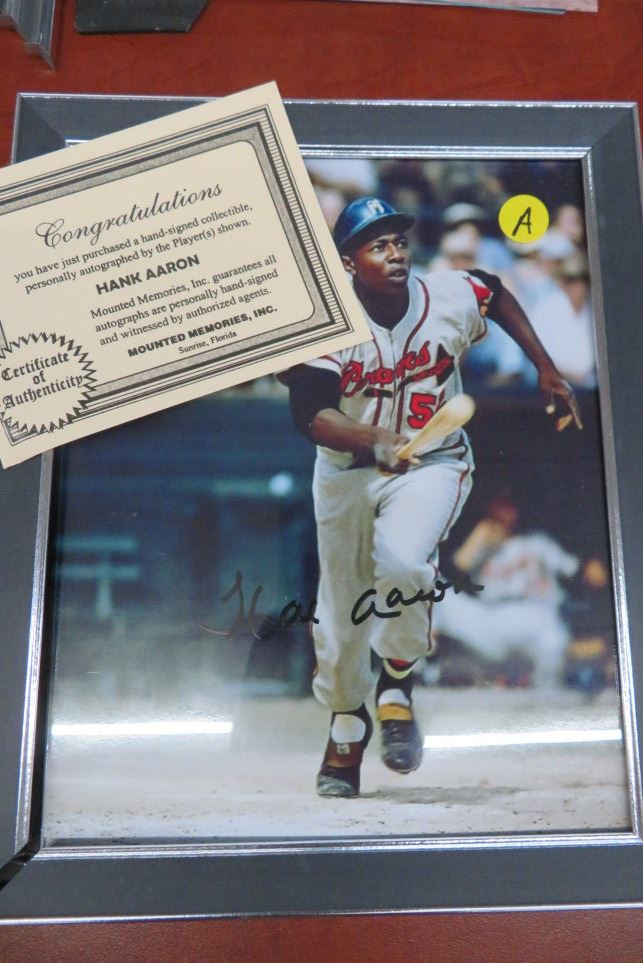 Congratulations
you have just purchased a hand-signed collectible,
personally autographed by the Player(s) shown.
HANK AARON
Mounted Memories, Inc. guarantees all
autographs are personally hand-signed
and witnessed by authorized agents.
MOUNTED MEMORIES, INC.
Sunrise, Florida
Certificate
of
Authenticity
A
M
Braves
5
Hank Aaron